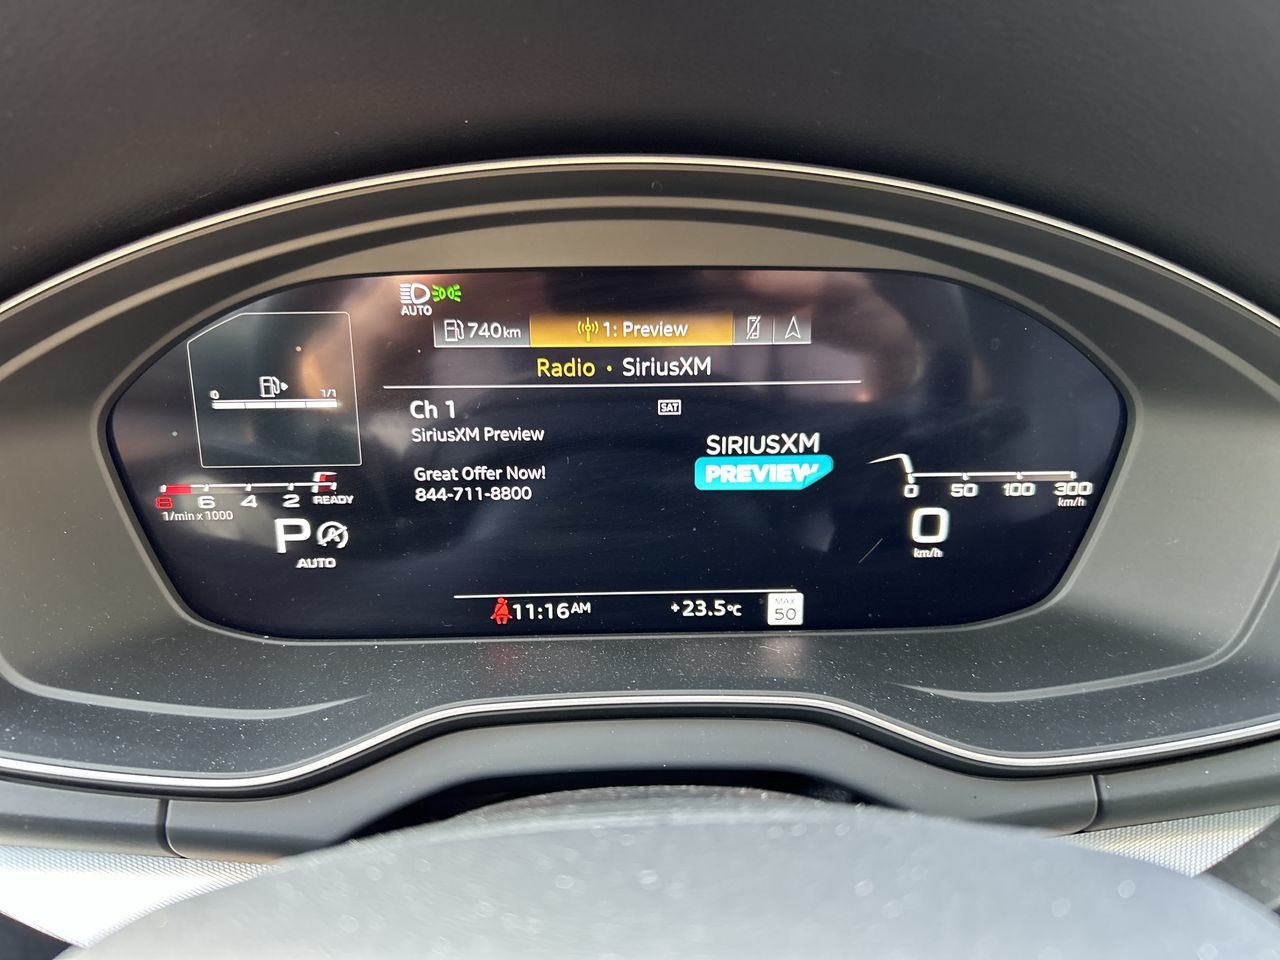 AUTO
740km
1: Preview
Radio • SiriusXM
0 1/1
Ch 1
SAT
SiriusXM Preview
SIRIUSXM
PREVIEW
Great Offer Now!
844-711-8800
8 6 4 2 READY
1/min x 1000
0 50 100 300
km/h
P A
AUTO
0
km/h
11:16AM
+23.5°C
MAX
50